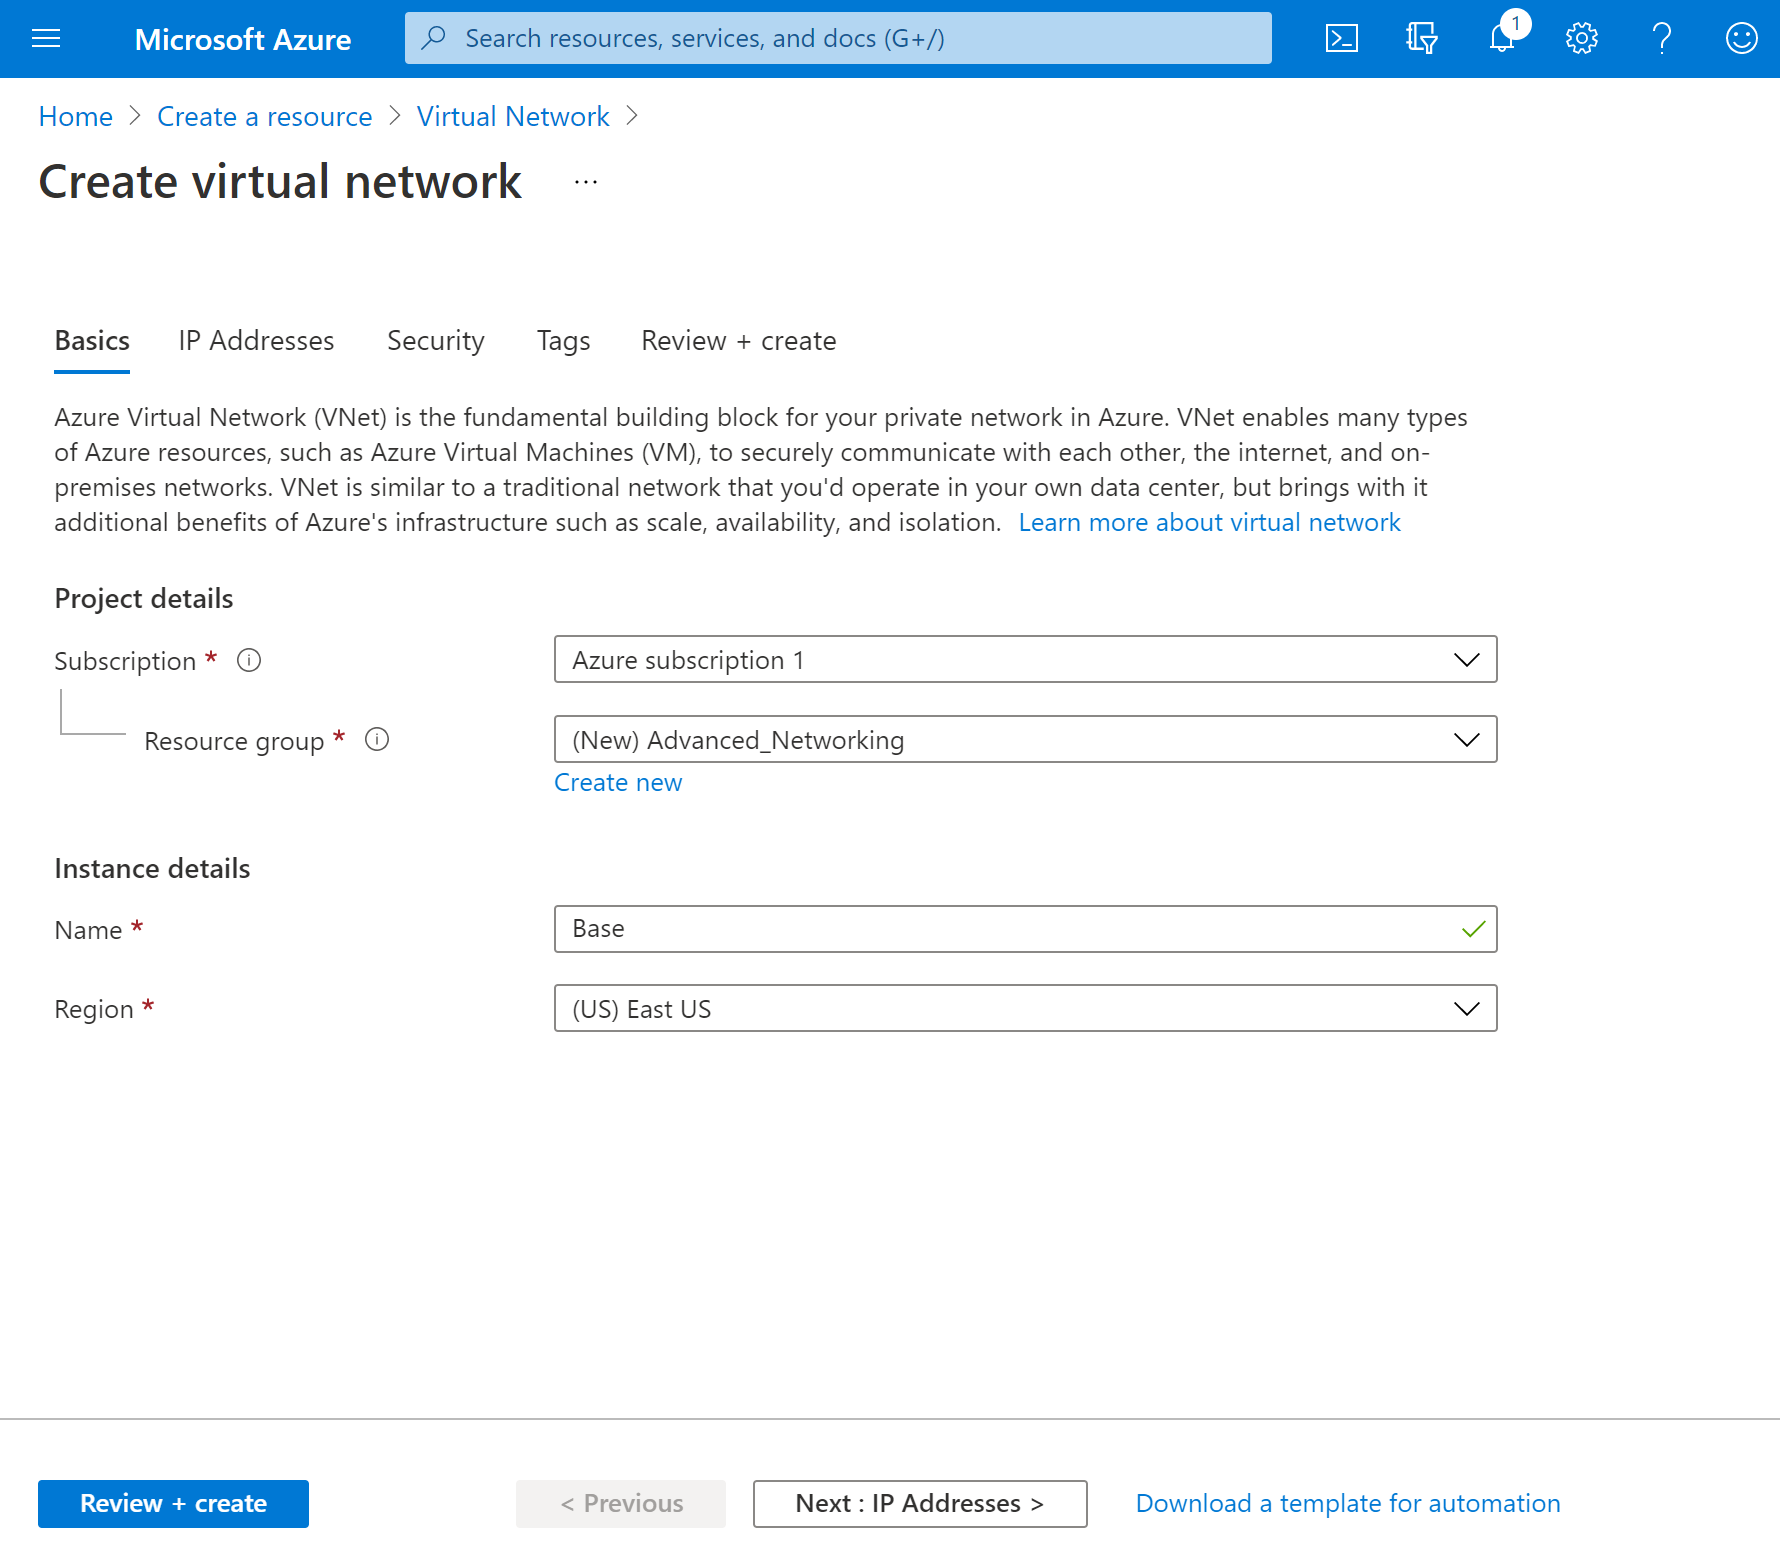 Microsoft Azure
Search resources, services, and docs (G+/)
1
Home > Create a resource > Virtual Network >
Create virtual network ...
Basics IP Addresses Security Tags Review + create
Azure Virtual Network (VNet) is the fundamental building block for your private network in Azure. VNet enables many types
of Azure resources, such as Azure Virtual Machines (VM), to securely communicate with each other, the internet, and on-
premises networks. VNet is similar to a traditional network that you'd operate in your own data center, but brings with it
additional benefits of Azure's infrastructure such as scale, availability, and isolation. Learn more about virtual network
Project details
Subscription * Azure subscription 1
Resource group * (New) Advanced_Networking
Create new
Instance details
Name * Base
Region * (US) East US
Review + create < Previous Next : IP Addresses > Download a template for automation